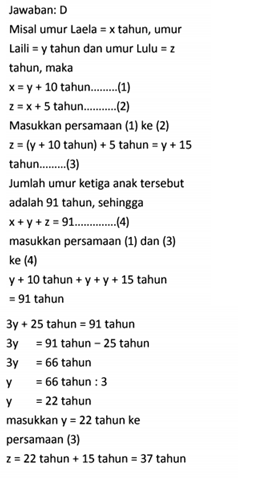 Jawaban: D
Misal umur Laela = x tahun, umur
Laili = y tahun dan umur Lulu = z
tahun, maka
x = y + 10 tahun.........(1)
z = x + 5 tahun...........(2)
Masukkan persamaan (1) ke (2)
z = (y + 10 tahun) + 5 tahun = y + 15
tahun.........(3)
Jumlah umur ketiga anak tersebut
adalah 91 tahun, sehingga
x + y + z = 91..............(4)
masukkan persamaan (1) dan (3)
ke (4)
y + 10 tahun + y + y + 15 tahun
= 91 tahun
3y + 25 tahun = 91 tahun
3y = 91 tahun − 25 tahun
3y = 66 tahun
y = 66 tahun : 3
y = 22 tahun
masukkan y = 22 tahun ke
persamaan (3)
z = 22 tahun + 15 tahun = 37 tahun